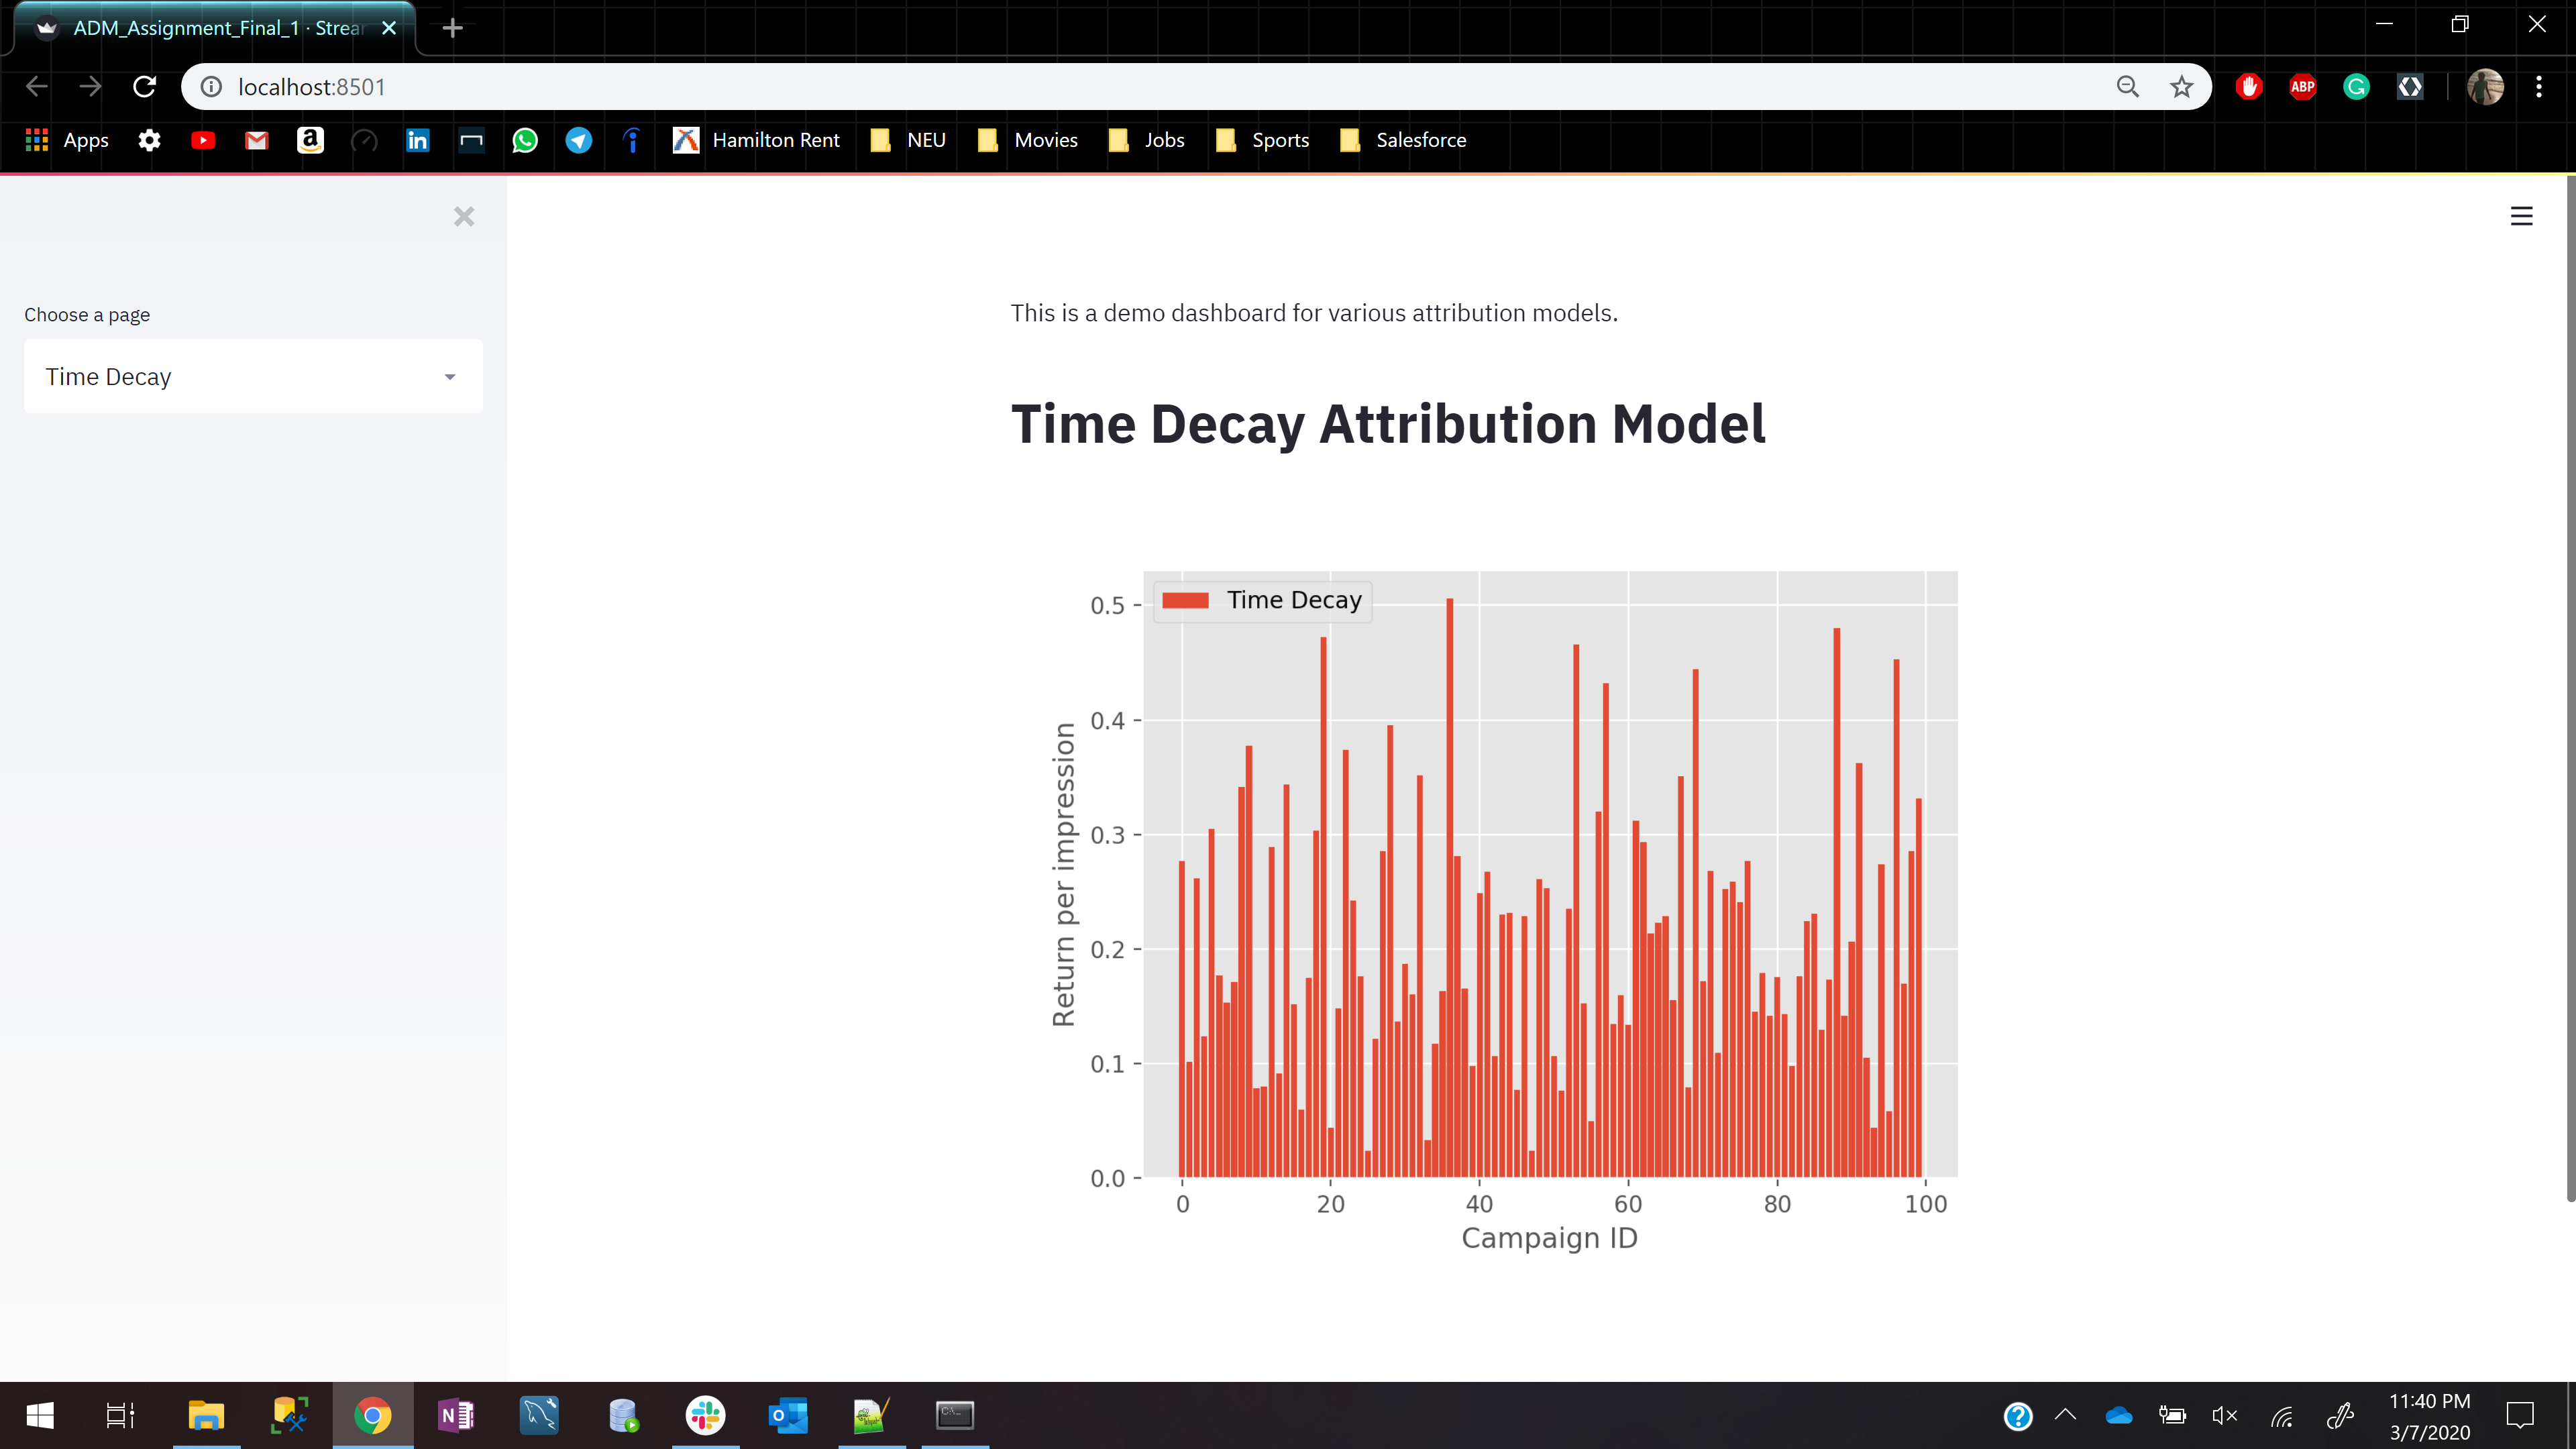 ADM_Assignment_Final_1 · Strear
localhost:8501
ABP
Apps
Hamilton Rent
NEU
Movies
Jobs
Sports
Salesforce
Choose a page
Time Decay
This is a demo dashboard for various attribution models.
Time Decay Attribution Model
Time Decay
0.5
0.4
0.3
0.2
0.1
0.0
Return per impression
0 20 40 60 80 100
Campaign ID
11:40 PM
3/7/2020